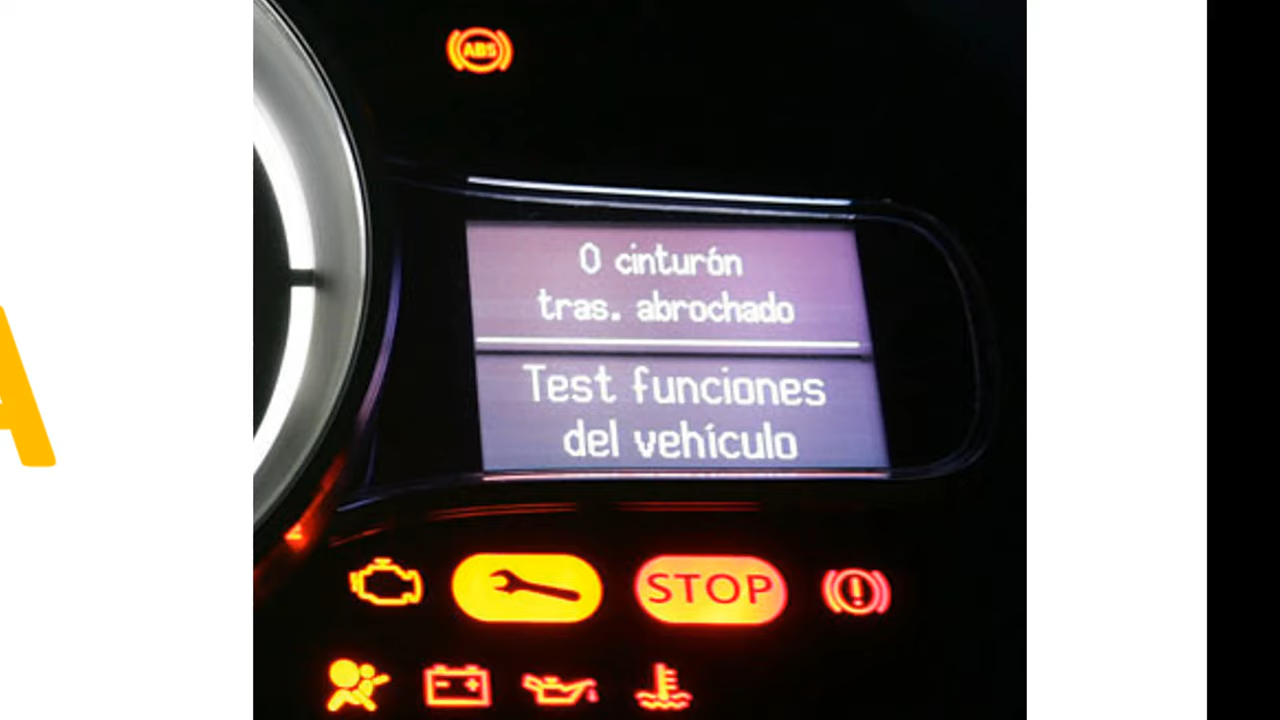 A
ABS
0 cinturón
tras. abrochado
Test funciones
del vehículo
STOP